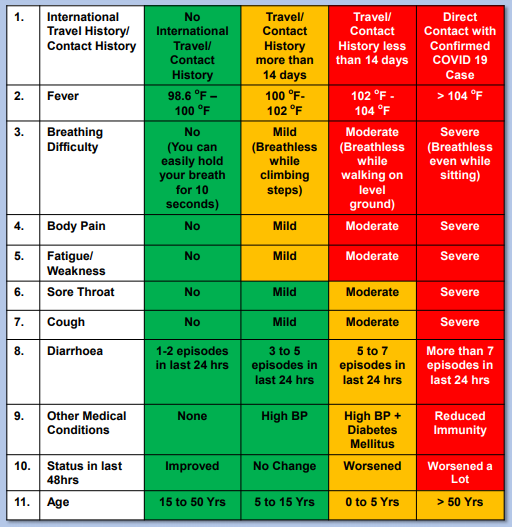 1. International Travel History/ Contact History | No International Travel/ Contact History | Travel/ Contact History more than 14 days | Travel/ Contact History less than 14 days | Direct Contact with Confirmed COVID 19 Case
2. Fever | 98.6 °F – 100 °F | 100 °F- 102 °F | 102 °F - 104 °F | > 104 °F
3. Breathing Difficulty | No (You can easily hold your breath for 10 seconds) | Mild (Breathless while climbing steps) | Moderate (Breathless while walking on level ground) | Severe (Breathless even while sitting)
4. Body Pain | No | Mild | Moderate | Severe
5. Fatigue/ Weakness | No | Mild | Moderate | Severe
6. Sore Throat | No | Mild | Moderate | Severe
7. Cough | No | Mild | Moderate | Severe
8. Diarrhoea | 1-2 episodes in last 24 hrs | 3 to 5 episodes in last 24 hrs | 5 to 7 episodes in last 24 hrs | More than 7 episodes in last 24 hrs
9. Other Medical Conditions | None | High BP | High BP + Diabetes Mellitus | Reduced Immunity
10. Status in last 48hrs | Improved | No Change | Worsened | Worsened a Lot
11. Age | 15 to 50 Yrs | 5 to 15 Yrs | 0 to 5 Yrs | > 50 Yrs